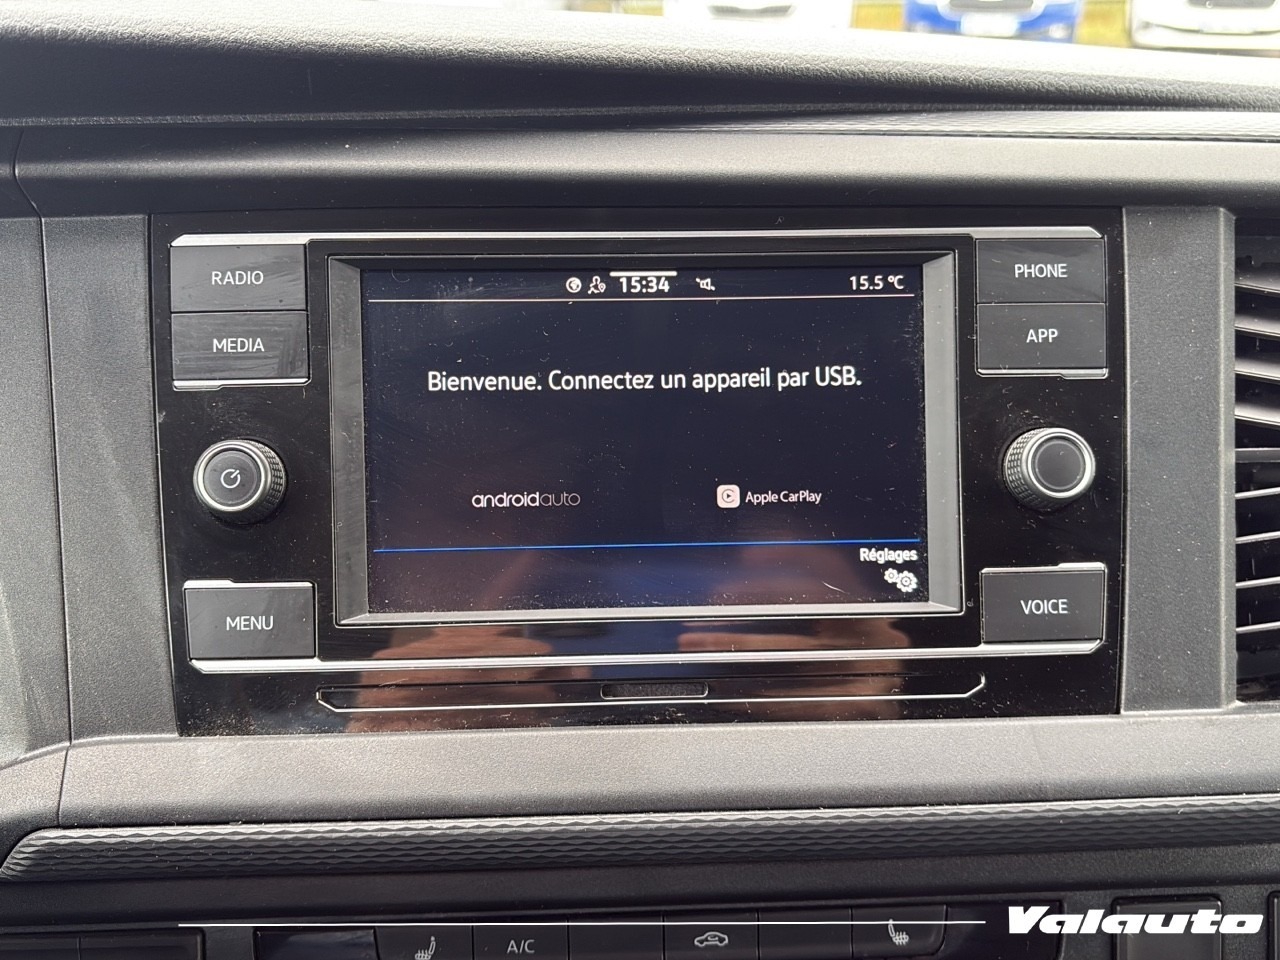 RADIO
MEDIA
MENU
15:34
15.5 °C
Bienvenue. Connectez un appareil par USB.
androidauto
Apple CarPlay
Réglages
PHONE
APP
VOICE
A/C
Valauto